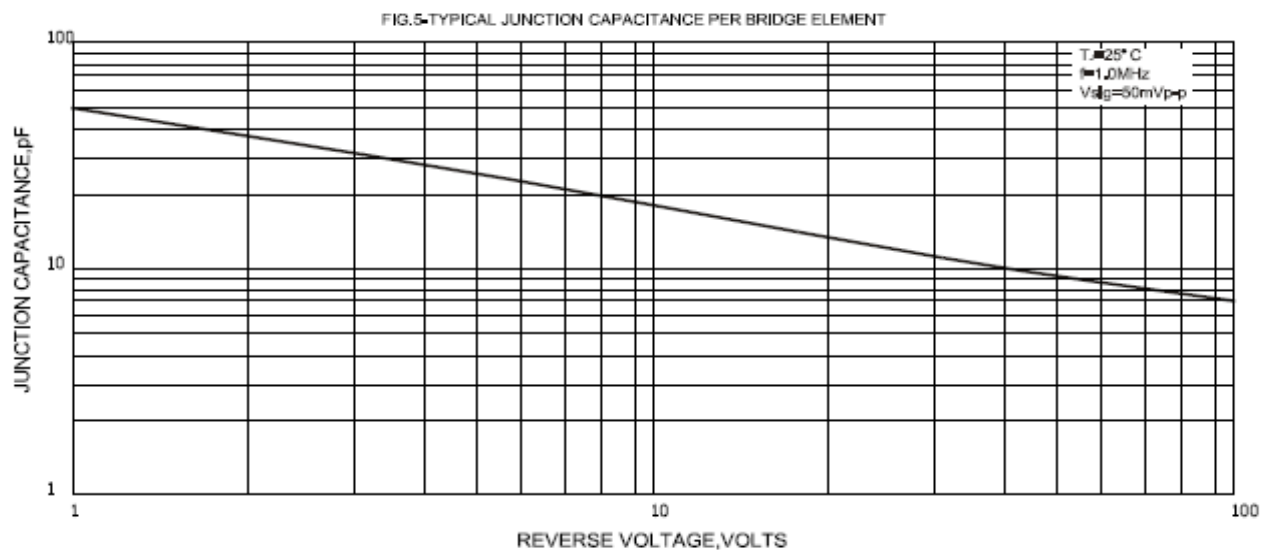 FIG.5-TYPICAL JUNCTION CAPACITANCE PER BRIDGE ELEMENT
100
10
1
JUNCTION CAPACITANCE,pF
TJ=25°C
f=1.0MHz
Vsig=50mVp-p
1
10
100
REVERSE VOLTAGE,VOLTS